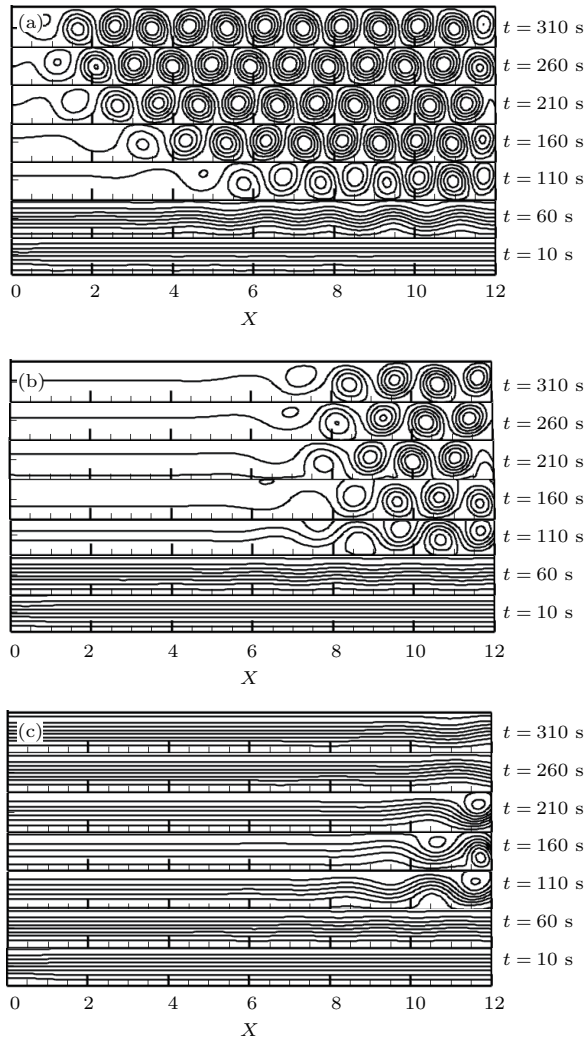 (a)
t = 310 s
t = 260 s
t = 210 s
t = 160 s
t = 110 s
t = 60 s
t = 10 s
0 2 4 6 8 10 12
X
(b)
t = 310 s
t = 260 s
t = 210 s
t = 160 s
t = 110 s
t = 60 s
t = 10 s
0 2 4 6 8 10 12
X
(c)
t = 310 s
t = 260 s
t = 210 s
t = 160 s
t = 110 s
t = 60 s
t = 10 s
0 2 4 6 8 10 12
X